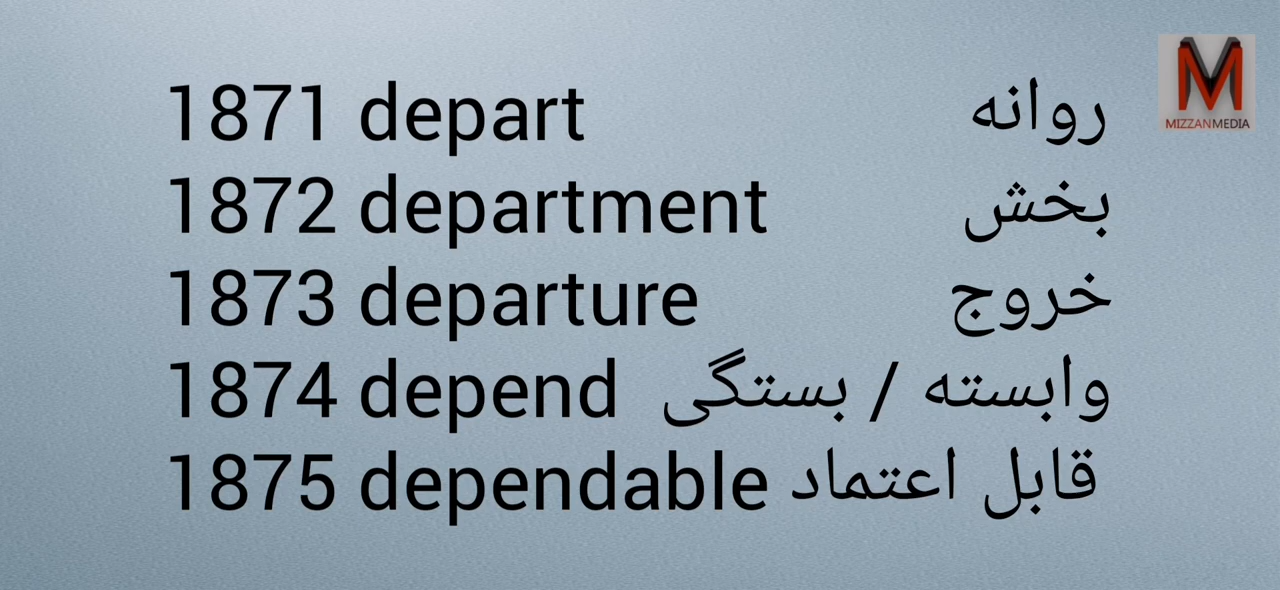 1871 depart روانه
1872 department بخش
1873 departure خروج
1874 depend وابسته / بستگی
1875 dependable قابل اعتماد
MIZZANMEDIA